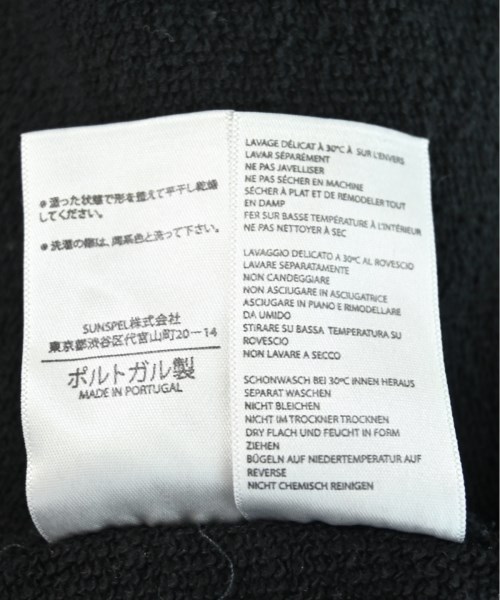 ● 湿った状態で形を整えて平干し乾燥
してください。
● 洗濯の際は、同系色と洗って下さい。
SUNSPEL株式会社
東京都渋谷区代官山町20−14
ポルトガル製
MADE IN PORTUGAL
LAVAGE DÉLICAT À 30°C À SUR L'ENVERS
LAVAR SÉPARÉMENT
NE PAS JAVELLISER
NE PAS SÉCHER EN MACHINE
SÉCHER À PLAT ET DE REMODELER TOUT
EN DAMP
FER SUR BASSE TEMPÉRATURE À L'INTÉRIEUR
NE PAS NETTOYER À SEC
LAVAGGIO DELICATO A 30°C AL ROVESCIO
LAVARE SEPARATAMENTE
NON CANDEGGIARE
NON ASCIUGARE IN ASCIUGATRICE
ASCIUGARE IN PIANO E RIMODELLARE
DA UMIDO
STIRARE SU BASSA TEMPERATURA SU
ROVESCIO
NON LAVARE A SECCO
SCHONWASCH BEI 30°C INNEN HERAUS
SEPARAT WASCHEN
NICHT BLEICHEN
NICHT IM TROCKNER TROCKNEN
DRY FLACH UND FEUCHT IN FORM
ZIEHEN
BÜGELN AUF NIEDERTEMPERATUR AUF
REVERSE
NICHT CHEMISCH REINIGEN